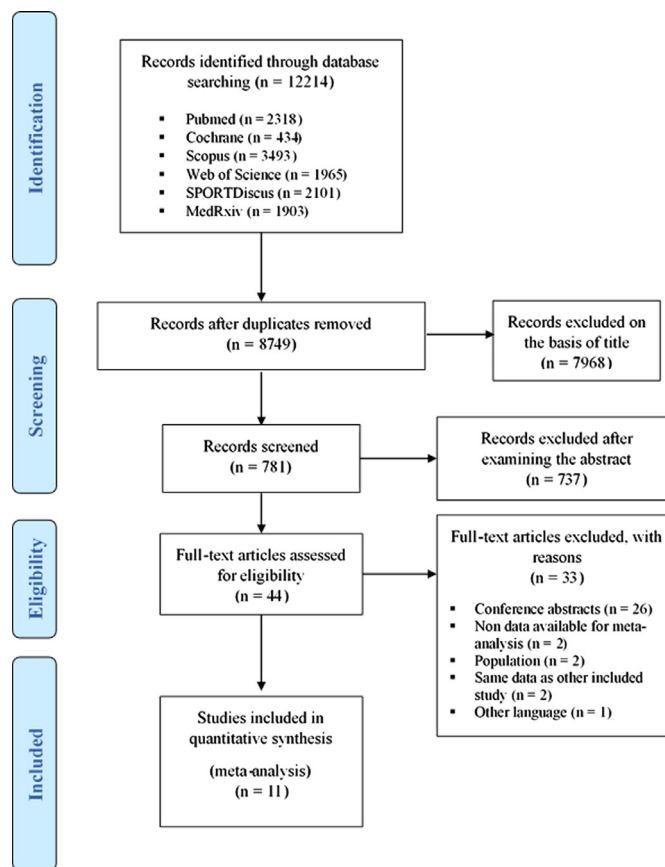 Identification
Records identified through database
searching (n = 12214)
▪ Pubmed (n = 2318)
▪ Cochrane (n = 434)
▪ Scopus (n = 3493)
▪ Web of Science (n = 1965)
▪ SPORTDiscus (n = 2101)
▪ MedRxiv (n = 1903)
Screening
Records after duplicates removed
(n = 8749)
Records excluded on
the basis of title
(n = 7968)
Records screened
(n = 781)
Records excluded after
examining the abstract
(n = 737)
Eligibility
Full-text articles assessed
for eligibility
(n = 44)
Full-text articles excluded, with
reasons
(n = 33)
▪ Conference abstracts (n = 26)
▪ Non data available for meta-
analysis (n = 2)
▪ Population (n = 2)
▪ Same data as other included
study (n = 2)
▪ Other language (n = 1)
Included
Studies included in
quantitative synthesis
(meta-analysis)
(n = 11)